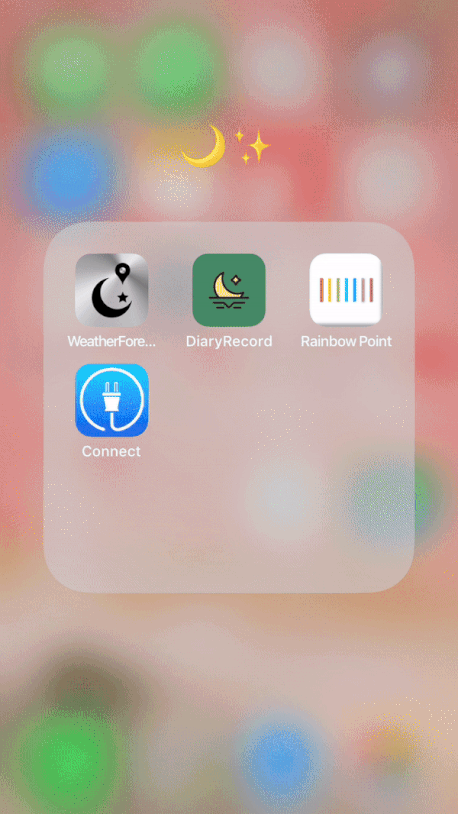 🌙✨
WeatherFore...
DiaryRecord
Rainbow Point
Connect